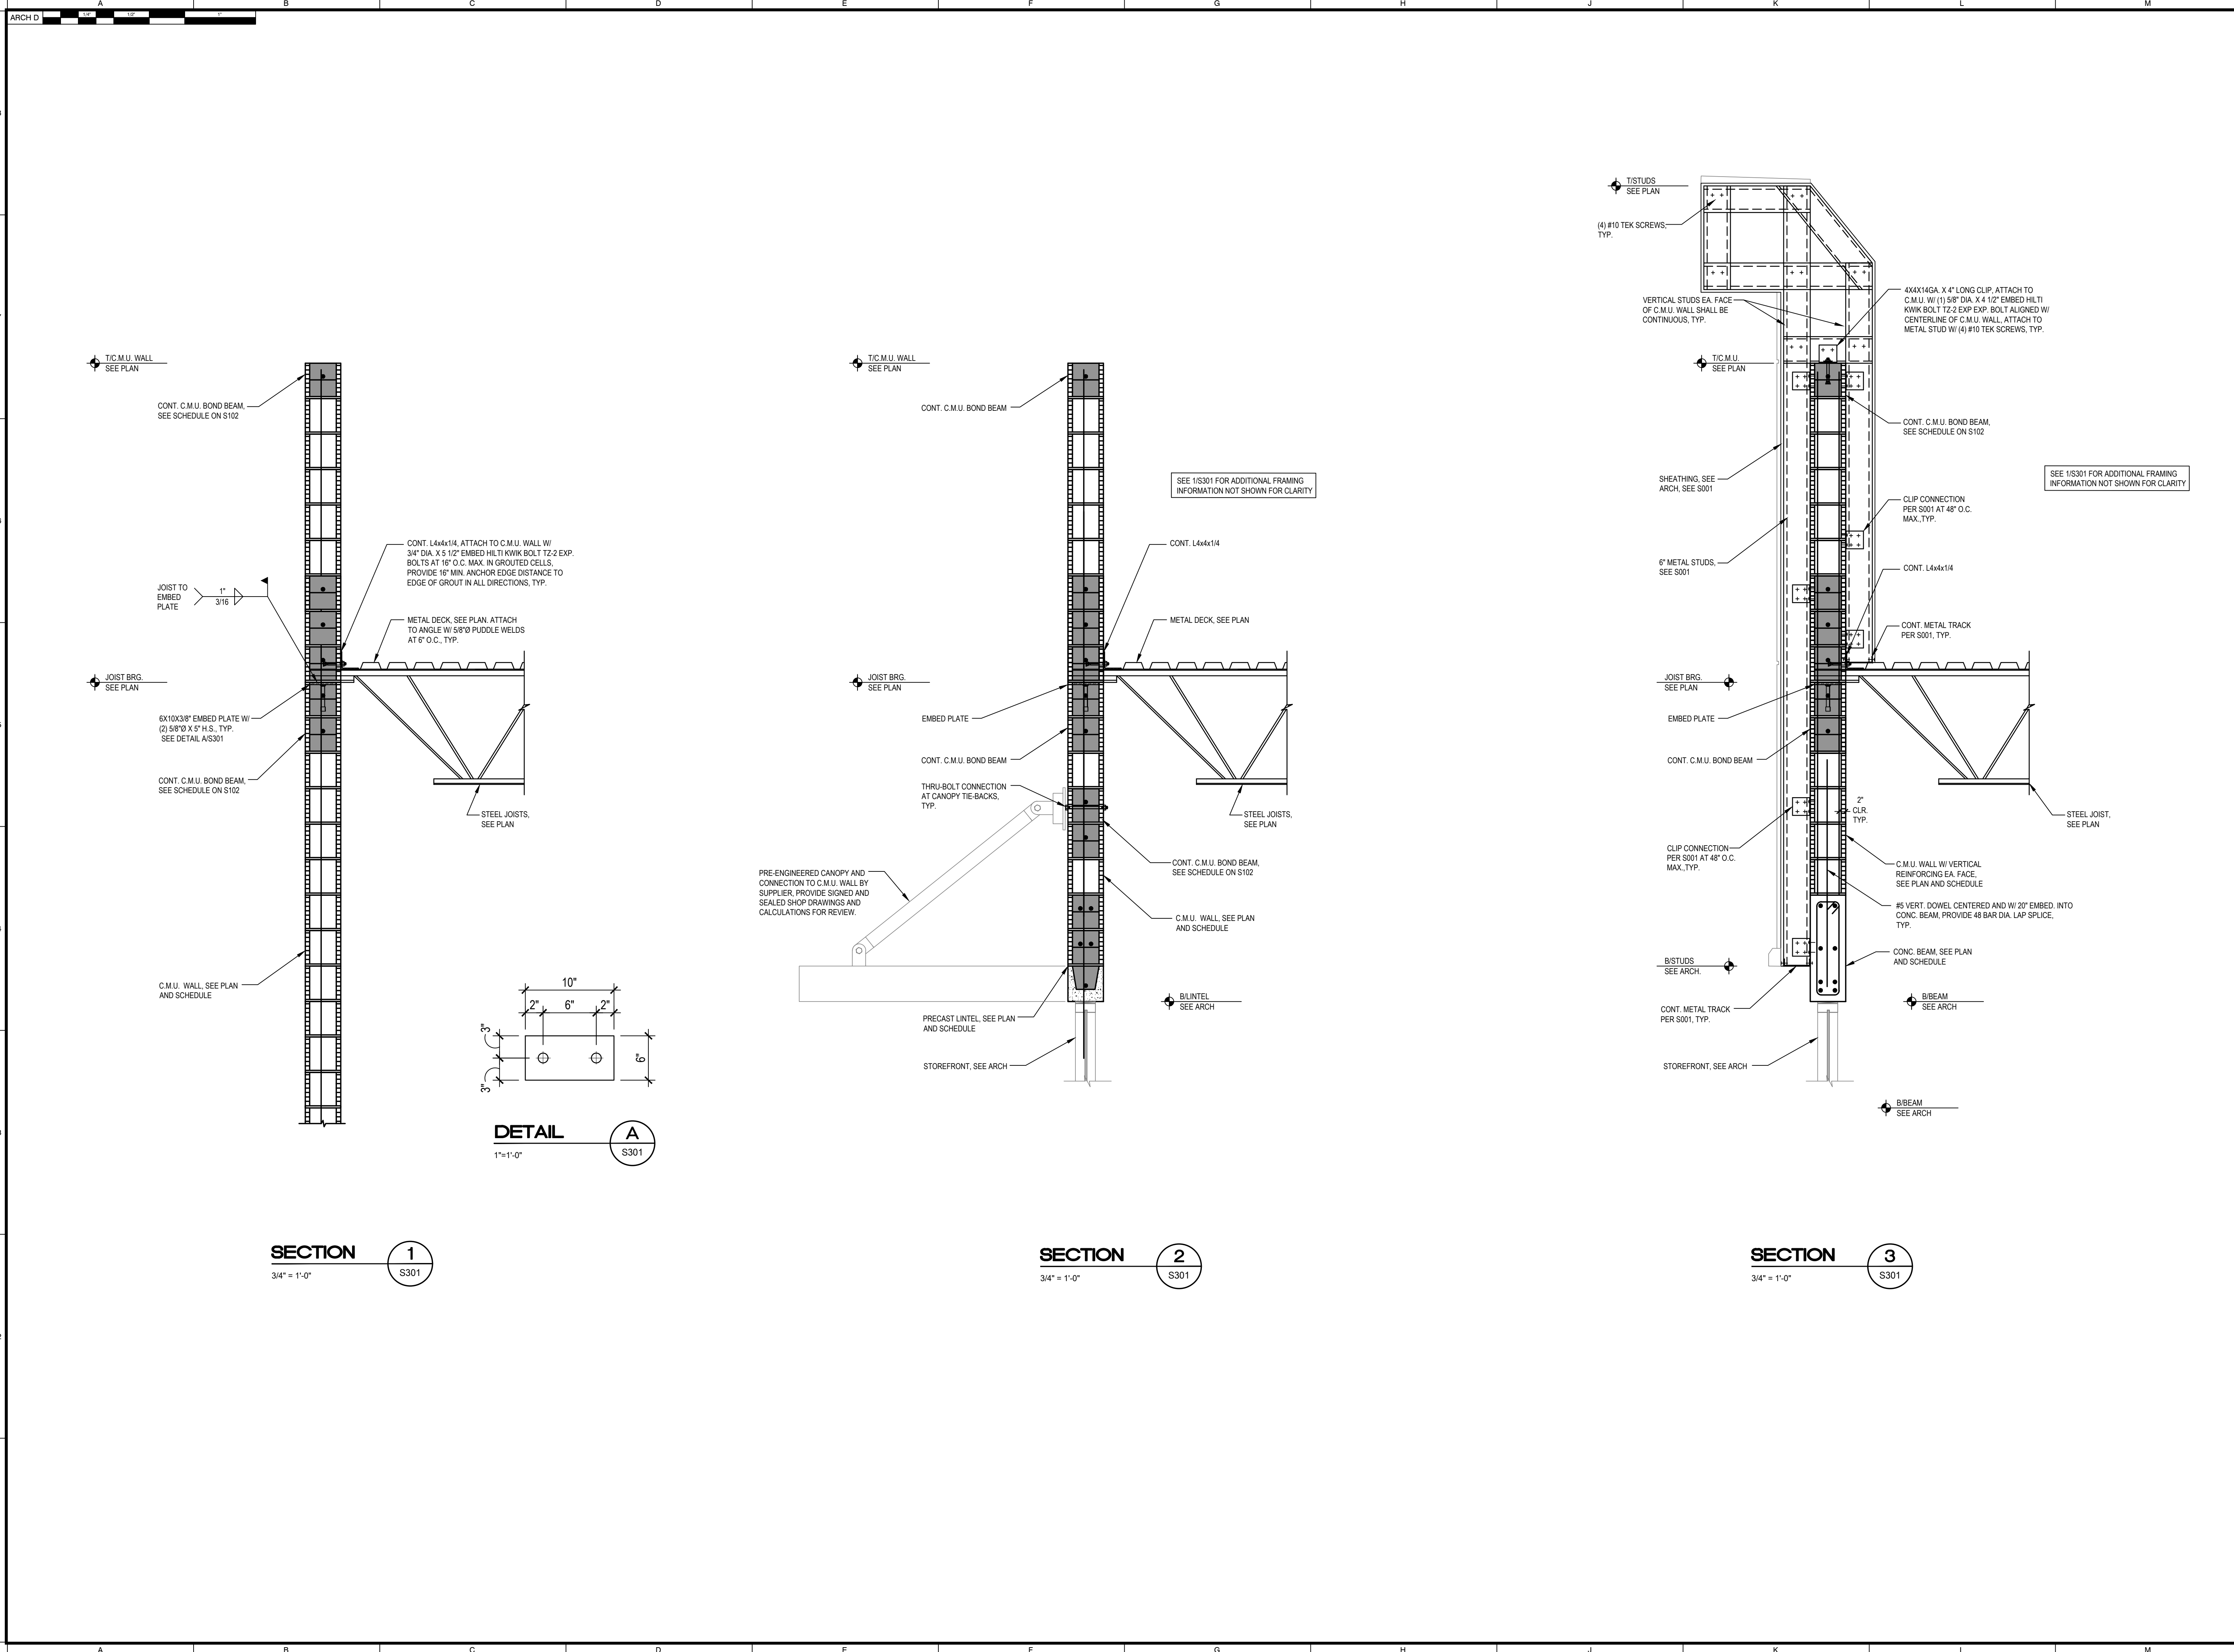 A B C D E F G H J K L M
ARCH D 1/4" 1/2" 1"
T/C.M.U. WALL
SEE PLAN
CONT. C.M.U. BOND BEAM,
SEE SCHEDULE ON S102
CONT. L4x4x1/4, ATTACH TO C.M.U. WALL W/
3/4" DIA. X 5 1/2" EMBED HILTI KWIK BOLT TZ-2 EXP.
BOLTS AT 16" O.C. MAX. IN GROUTED CELLS,
PROVIDE 16" MIN. ANCHOR EDGE DISTANCE TO
EDGE OF GROUT IN ALL DIRECTIONS, TYP.
JOIST TO
EMBED
PLATE
1"
3/16
METAL DECK, SEE PLAN. ATTACH
TO ANGLE W/ 5/8"Ø PUDDLE WELDS
AT 6" O.C., TYP.
JOIST BRG.
SEE PLAN
6X10X3/8" EMBED PLATE W/
(2) 5/8"Ø X 5" H.S., TYP.
SEE DETAIL A/S301
CONT. C.M.U. BOND BEAM,
SEE SCHEDULE ON S102
STEEL JOISTS,
SEE PLAN
C.M.U. WALL, SEE PLAN
AND SCHEDULE
10"
2" 6" 2"
3"
3"
6"
DETAIL
A
S301
1"=1'-0"
SECTION
1
S301
3/4" = 1'-0"
T/C.M.U. WALL
SEE PLAN
CONT. C.M.U. BOND BEAM
SEE 1/S301 FOR ADDITIONAL FRAMING
INFORMATION NOT SHOWN FOR CLARITY
CONT. L4x4x1/4
METAL DECK, SEE PLAN
JOIST BRG.
SEE PLAN
EMBED PLATE
CONT. C.M.U. BOND BEAM
THRU-BOLT CONNECTION
AT CANOPY TIE-BACKS,
TYP.
STEEL JOISTS,
SEE PLAN
PRE-ENGINEERED CANOPY AND
CONNECTION TO C.M.U. WALL BY
SUPPLIER, PROVIDE SIGNED AND
SEALED SHOP DRAWINGS AND
CALCULATIONS FOR REVIEW.
CONT. C.M.U. BOND BEAM,
SEE SCHEDULE ON S102
C.M.U. WALL, SEE PLAN
AND SCHEDULE
B/LINTEL
SEE ARCH
PRECAST LINTEL, SEE PLAN
AND SCHEDULE
STOREFRONT, SEE ARCH
SECTION
2
S301
3/4" = 1'-0"
T/STUDS
SEE PLAN
(4) #10 TEK SCREWS,
TYP.
VERTICAL STUDS EA. FACE
OF C.M.U. WALL SHALL BE
CONTINUOUS, TYP.
4X4X14GA. X 4" LONG CLIP, ATTACH TO
C.M.U. W/ (1) 5/8" DIA. X 4 1/2" EMBED HILTI
KWIK BOLT TZ-2 EXP EXP. BOLT ALIGNED W/
CENTERLINE OF C.M.U. WALL, ATTACH TO
METAL STUD W/ (4) #10 TEK SCREWS, TYP.
T/C.M.U.
SEE PLAN
CONT. C.M.U. BOND BEAM,
SEE SCHEDULE ON S102
SHEATHING, SEE
ARCH, SEE S001
SEE 1/S301 FOR ADDITIONAL FRAMING
INFORMATION NOT SHOWN FOR CLARITY
CLIP CONNECTION
PER S001 AT 48" O.C.
MAX.,TYP.
6" METAL STUDS,
SEE S001
CONT. L4x4x1/4
CONT. METAL TRACK
PER S001, TYP.
JOIST BRG.
SEE PLAN
EMBED PLATE
CONT. C.M.U. BOND BEAM
2"
CLR.
TYP.
STEEL JOIST,
SEE PLAN
CLIP CONNECTION
PER S001 AT 48" O.C.
MAX.,TYP.
C.M.U. WALL W/ VERTICAL
REINFORCING EA. FACE,
SEE PLAN AND SCHEDULE
#5 VERT. DOWEL CENTERED AND W/ 20" EMBED. INTO
CONC. BEAM, PROVIDE 48 BAR DIA. LAP SPLICE,
TYP.
CONC. BEAM, SEE PLAN
AND SCHEDULE
B/STUDS
SEE ARCH.
B/BEAM
SEE ARCH
CONT. METAL TRACK
PER S001, TYP.
STOREFRONT, SEE ARCH
B/BEAM
SEE ARCH
SECTION
3
S301
3/4" = 1'-0"
A B C D E F G H J K L M